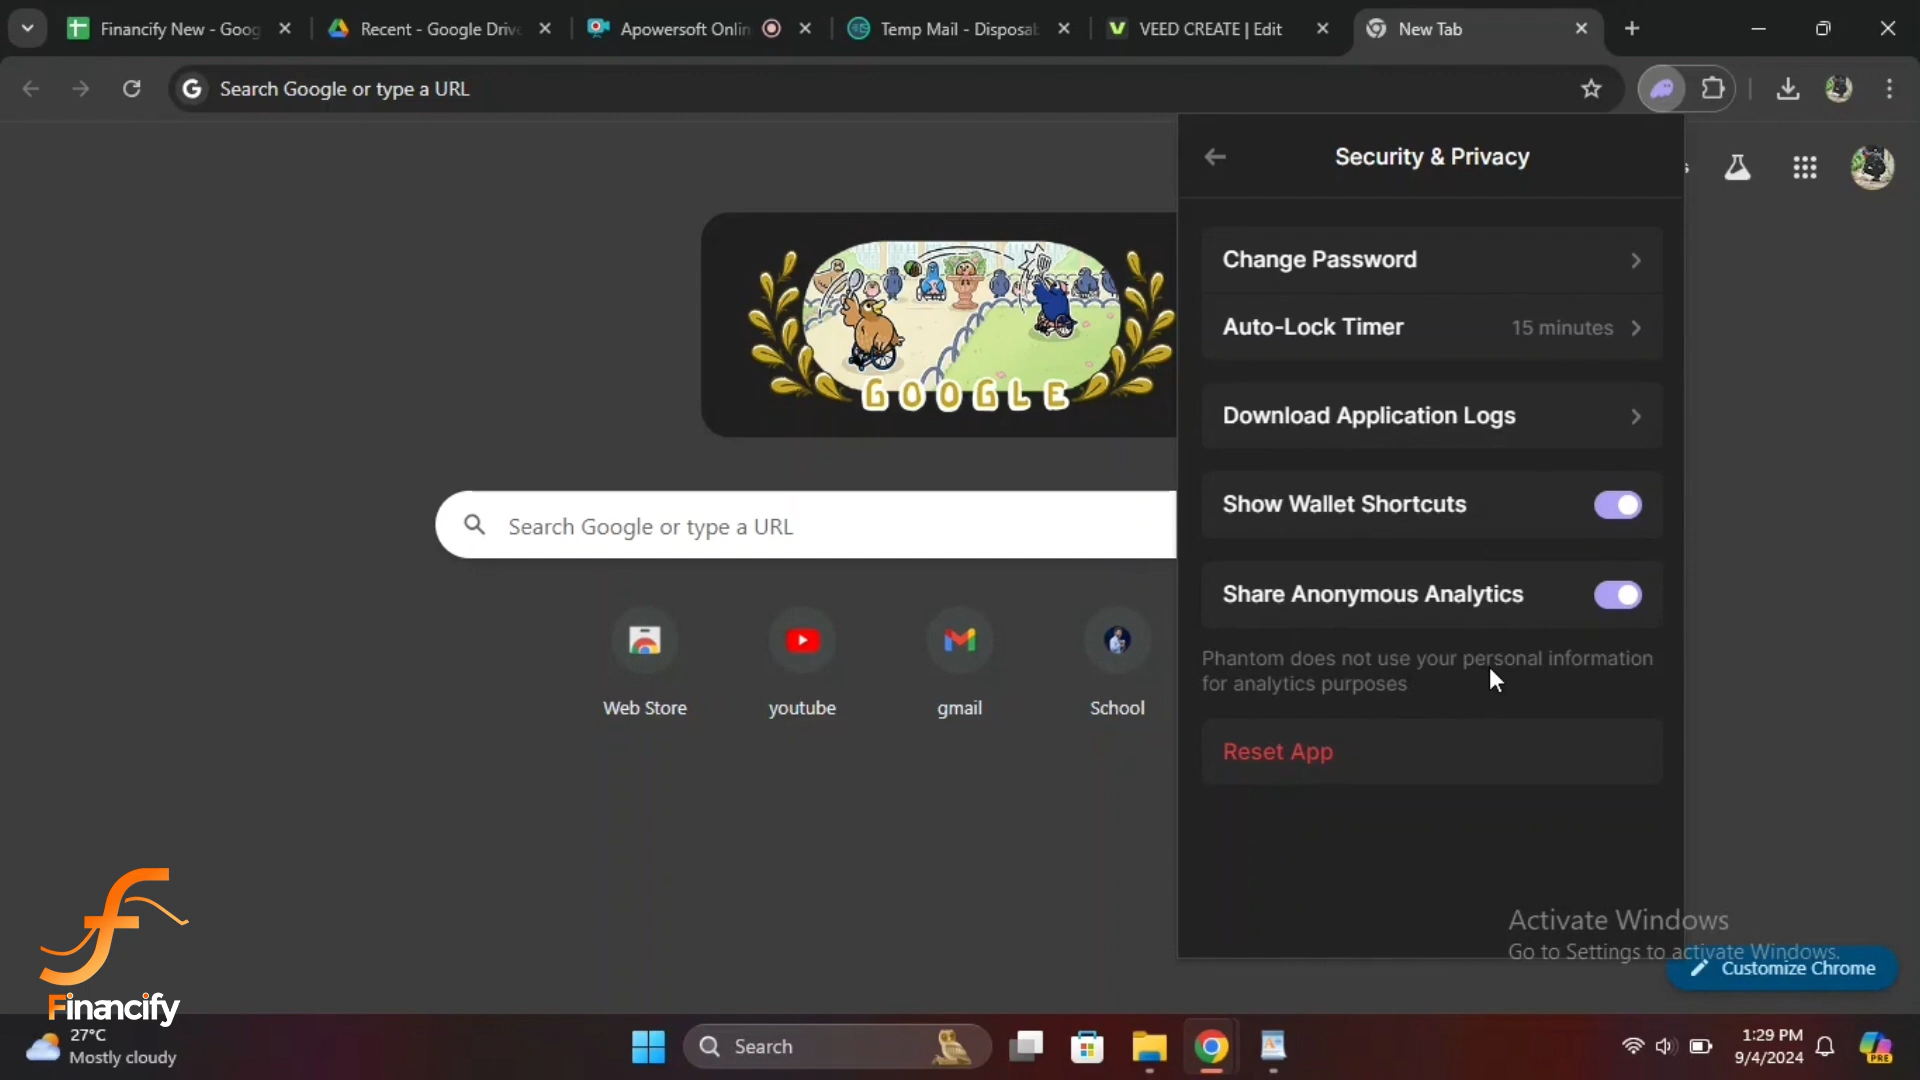 Financify New - Goog
Recent - Google Drive
Apowersoft Onlin
Temp Mail - Disposab
VEED CREATE | Edit
New Tab
Search Google or type a URL
Security & Privacy
Change Password
Auto-Lock Timer 15 minutes
Download Application Logs
Show Wallet Shortcuts
Share Anonymous Analytics
Phantom does not use your personal information
for analytics purposes
Reset App
GOOGLE
Search Google or type a URL
Web Store
youtube
gmail
School
Activate Windows
Go to Settings to activate Windows.
Customize Chrome
Financify
27°C
Mostly cloudy
Search
1:29 PM
9/4/2024
PRE